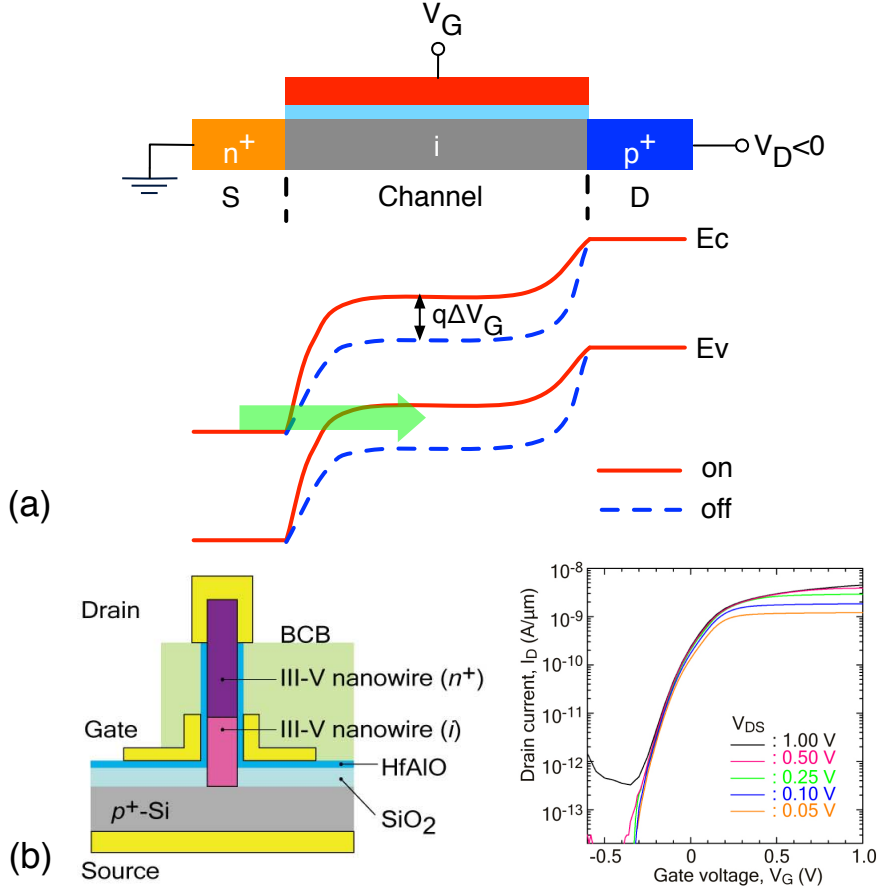 V_G
n⁺
i
p⁺
V_D<0
S
Channel
D
Ec
qΔV_G
Ev
on
off
(a)
Drain
BCB
III-V nanowire (n⁺)
Gate
III-V nanowire (i)
HfAlO
p⁺-Si
SiO₂
(b)
Source
Drain current, I_D (A/μm)
10⁻⁸
10⁻⁹
10⁻¹⁰
10⁻¹¹
10⁻¹²
10⁻¹³
V_DS
: 1.00 V
: 0.50 V
: 0.25 V
: 0.10 V
: 0.05 V
-0.5 0 0.5 1.0
Gate voltage, V_G (V)